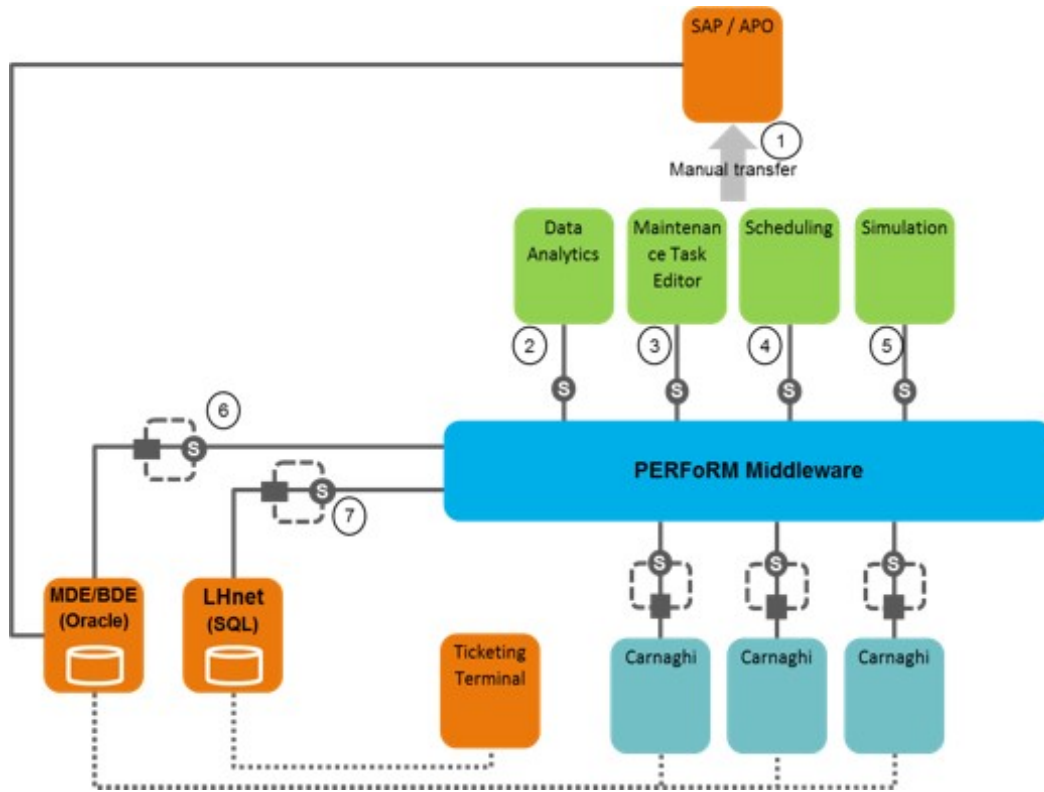 SAP / APO
1
Manual transfer
Data
Analytics
Maintenan
ce Task
Editor
Scheduling
Simulation
2
3
4
5
S
S
S
S
6
S
PERFoRM Middleware
S
7
S
S
S
MDE/BDE
(Oracle)
LHnet
(SQL)
Ticketing
Terminal
Carnaghi
Carnaghi
Carnaghi